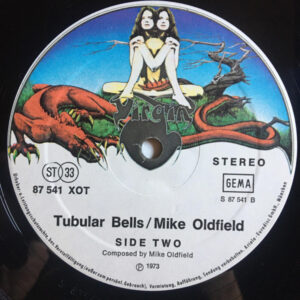 Virgin
ST 33
87 541 XOT
STEREO
GEMA
S 87 541 B
Tubular Bells/Mike Oldfield
SIDE TWO
Composed by Mike Oldfield
℗ 1973